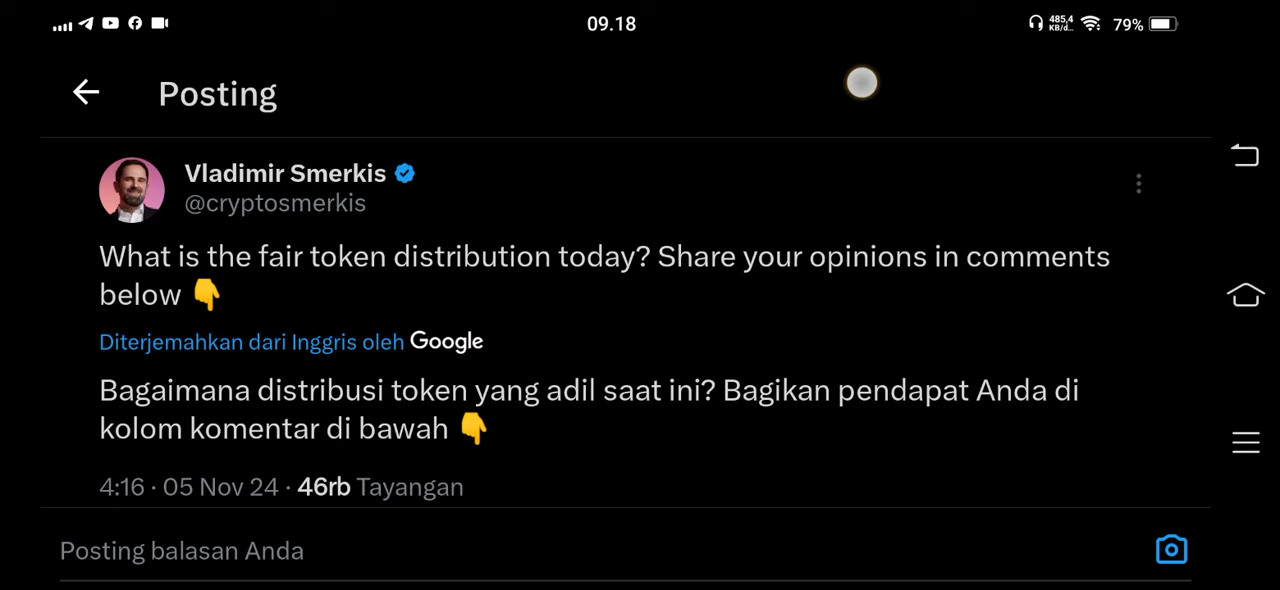 09.18
485,4
KB/d...
79%
Posting
Vladimir Smerkis
@cryptosmerkis
What is the fair token distribution today? Share your opinions in comments
below 👇
Diterjemahkan dari Inggris oleh Google
Bagaimana distribusi token yang adil saat ini? Bagikan pendapat Anda di
kolom komentar di bawah 👇
4:16 · 05 Nov 24 · 46rb Tayangan
Posting balasan Anda